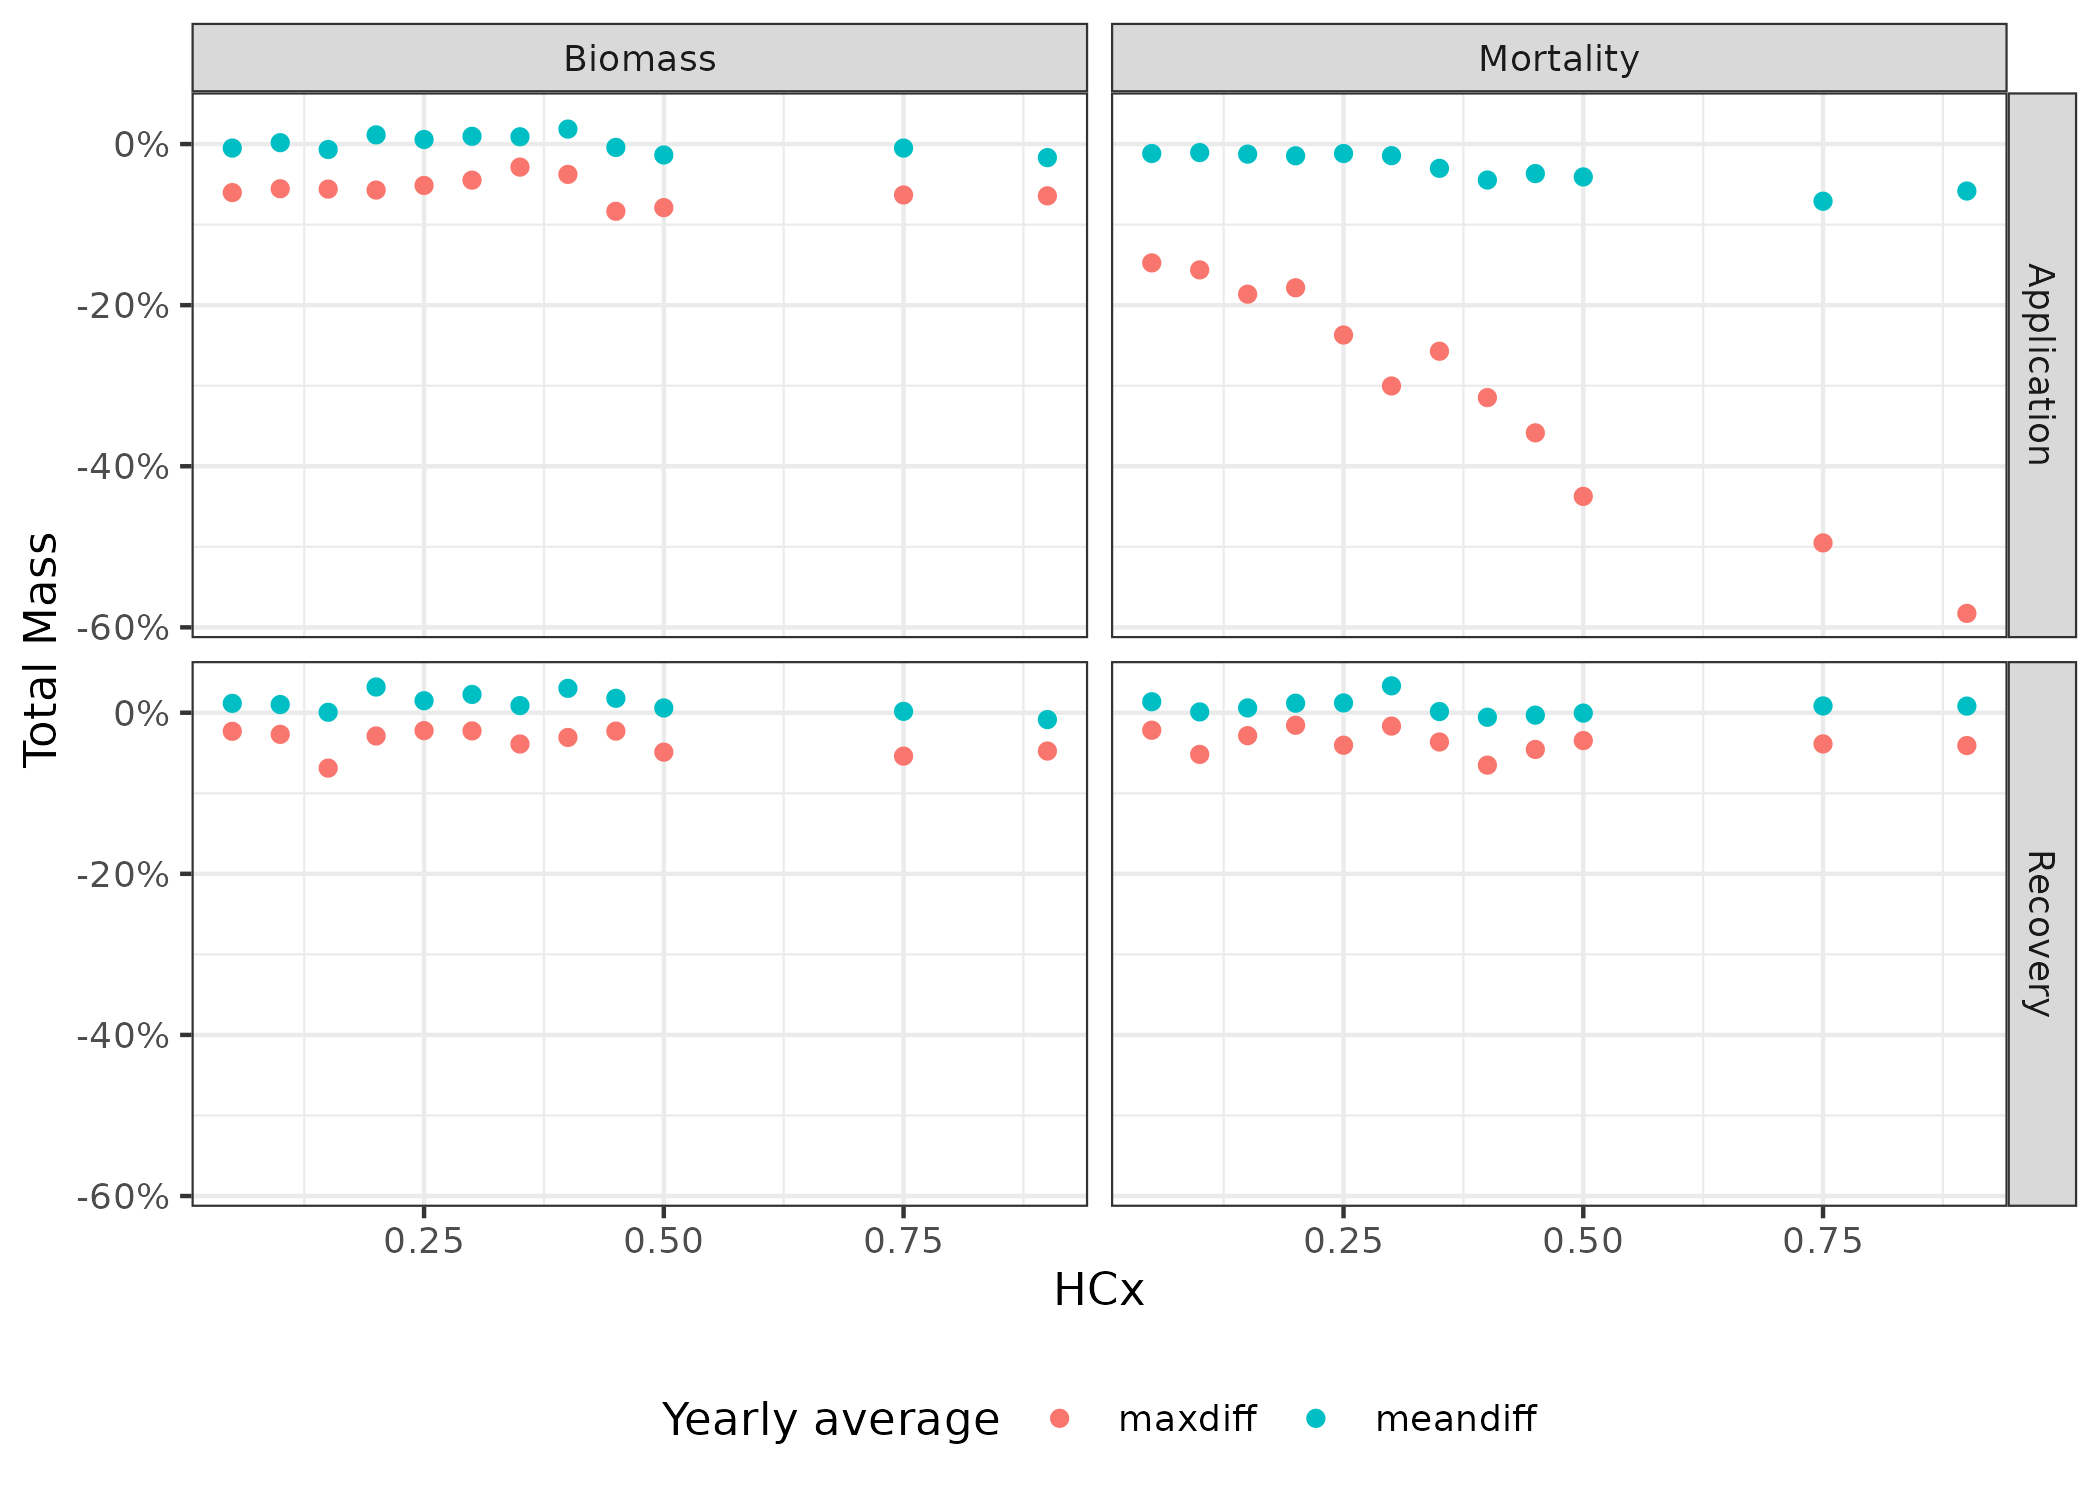 Biomass
Mortality
Total Mass
0%
-20%
-40%
-60%
Application
0%
-20%
-40%
-60%
Recovery
0.25 0.50 0.75
0.25 0.50 0.75
HCx
Yearly average maxdiff meandiff